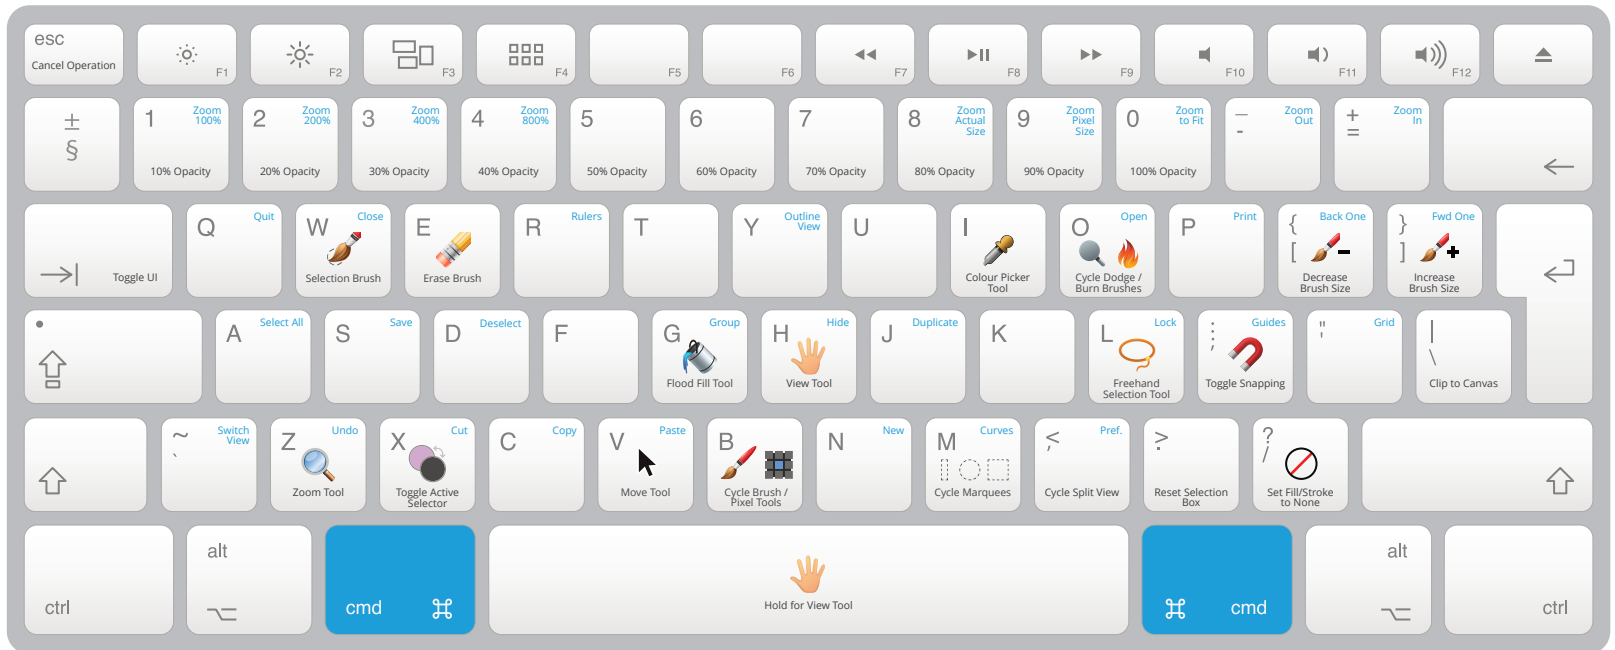 esc
Cancel Operation
F1
F2
F3
F4
F5
F6
F7
F8
F9
F10
F11
F12
±
§
1
Zoom
100%
10% Opacity
2
Zoom
200%
20% Opacity
3
Zoom
400%
30% Opacity
4
Zoom
800%
40% Opacity
5
50% Opacity
6
60% Opacity
7
70% Opacity
8
Zoom
Actual
Size
80% Opacity
9
Zoom
Pixel
Size
90% Opacity
0
Zoom
to Fit
100% Opacity
_
-
Zoom
Out
+
=
Zoom
In
Toggle UI
Q
Quit
W
Close
Selection Brush
E
Erase Brush
R
Rulers
T
Y
Outline
View
U
I
Colour Picker
Tool
O
Open
Cycle Dodge /
Burn Brushes
P
Print
{
[
Back One
Decrease
Brush Size
}
]
Fwd One
Increase
Brush Size
A
Select All
S
Save
D
Deselect
F
G
Group
Flood Fill Tool
H
Hide
View Tool
J
Duplicate
K
L
Lock
Freehand
Selection Tool
:
;
Guides
Toggle Snapping
"
'
Grid
|
\
Clip to Canvas
~
`
Switch
View
Z
Undo
Zoom Tool
X
Cut
Toggle Active
Selector
C
Copy
V
Paste
Move Tool
B
Cycle Brush /
Pixel Tools
N
New
M
Curves
Cycle Marquees
<
,
Pref.
Cycle Split View
>
.
Reset Selection
Box
?
/
Set Fill/Stroke
to None
ctrl
alt
cmd ⌘
Hold for View Tool
⌘ cmd
alt
ctrl